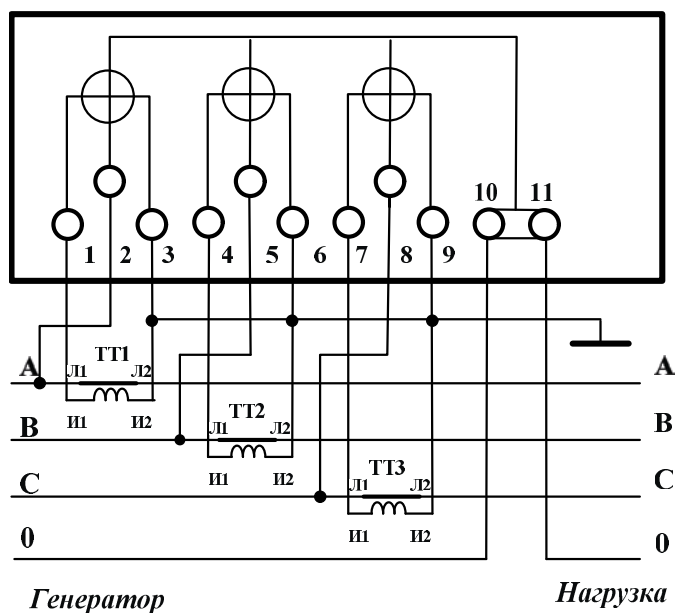 10 11
1 2 3 4 5 6 7 8 9
А ТТ1 А
Л1 Л2
И1 И2
В ТТ2 В
Л1 Л2
И1 И2
С ТТ3 С
Л1 Л2
И1 И2
0 0
Генератор Нагрузка